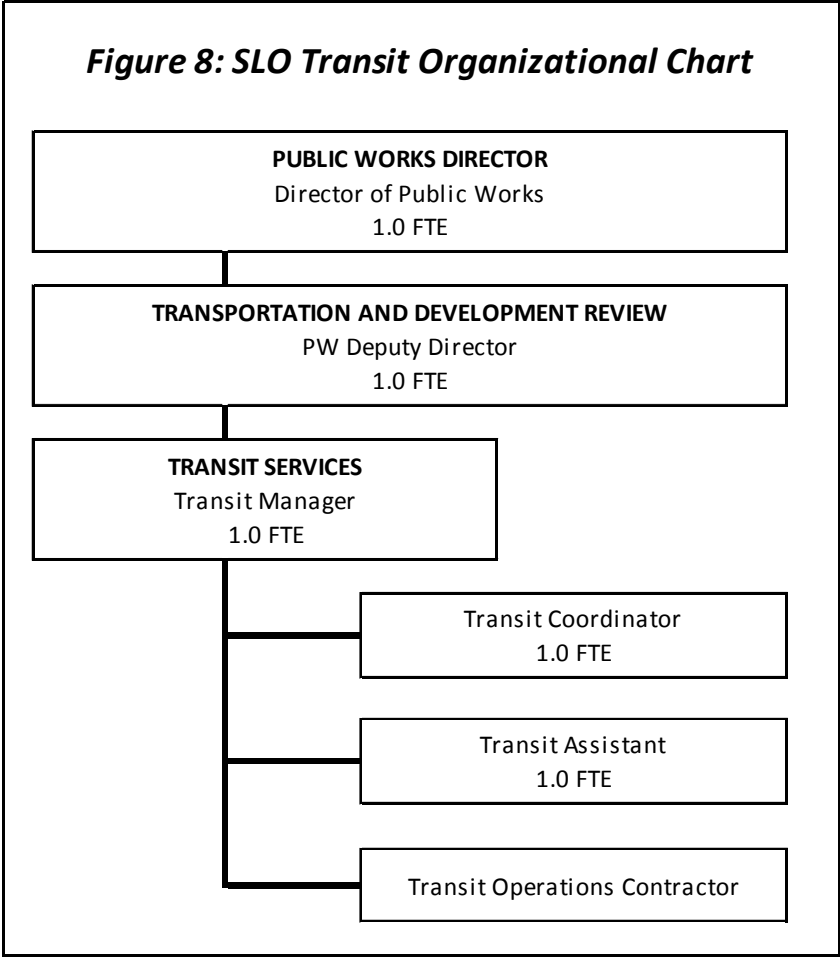 Figure 8: SLO Transit Organizational Chart
PUBLIC WORKS DIRECTOR
Director of Public Works
1.0 FTE
TRANSPORTATION AND DEVELOPMENT REVIEW
PW Deputy Director
1.0 FTE
TRANSIT SERVICES
Transit Manager
1.0 FTE
Transit Coordinator
1.0 FTE
Transit Assistant
1.0 FTE
Transit Operations Contractor